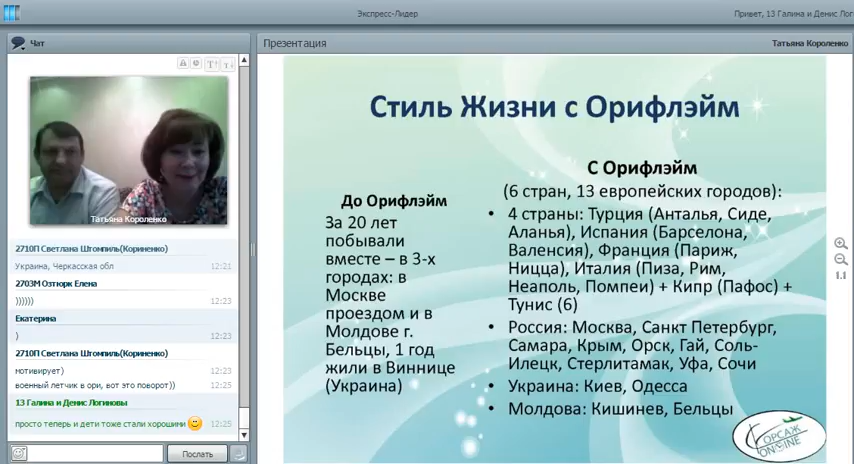 Экспресс-Лидер
Привет, 13 Галина и Денис Логи
Чат
Татьяна Короленко
2710П Светлана Штомпиль(Кориненко)
Украина, Черкасская обл 12:21
2703М Озтюрк Елена
)))))) 12:23
Екатерина
) 12:23
2710П Светлана Штомпиль(Кориненко)
мотивирует) 12:23
военный летчик в ори, вот это поворот)) 12:25
13 Галина и Денис Логиновы
просто теперь и дети тоже стали хорошими 12:25
Послать
Презентация
Татьяна Короленко
Стиль Жизни с Орифлэйм
До Орифлэйм
За 20 лет
побывали
вместе – в 3-х
городах: в
Москве
проездом и в
Молдове г.
Бельцы, 1 год
жили в Виннице
(Украина)
С Орифлэйм
(6 стран, 13 европейских городов):
• 4 страны: Турция (Анталья, Сиде,
Аланья), Испания (Барселона,
Валенсия), Франция (Париж,
Ницца), Италия (Пиза, Рим,
Неаполь, Помпеи) + Кипр (Пафос) +
Тунис (6)
• Россия: Москва, Санкт Петербург,
Самара, Крым, Орск, Гай, Соль-
Илецк, Стерлитамак, Уфа, Сочи
• Украина: Киев, Одесса
• Молдова: Кишинев, Бельцы
КОРСАЖ
ONLINE
1:1